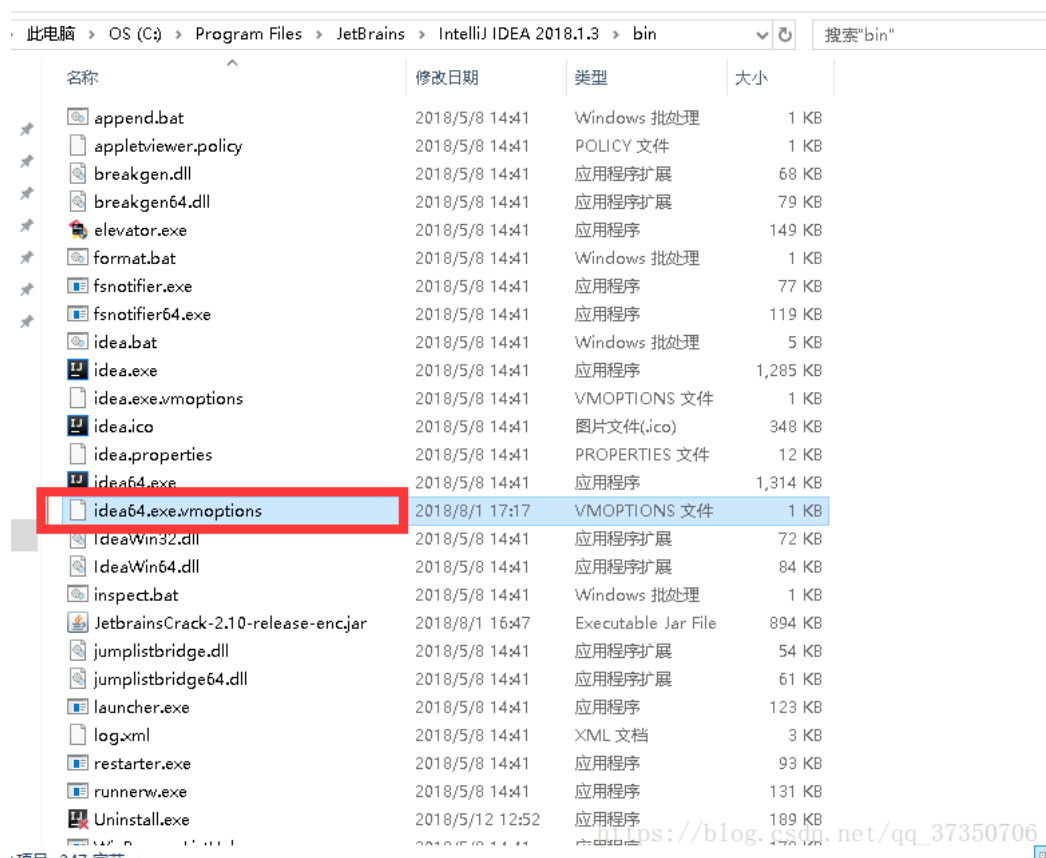 此电脑 > OS (C:) > Program Files > JetBrains > IntelliJ IDEA 2018.1.3 > bin 搜索"bin"
名称 修改日期 类型 大小
append.bat 2018/5/8 14:41 Windows 批处理 1 KB
appletviewer.policy 2018/5/8 14:41 POLICY 文件 1 KB
breakgen.dll 2018/5/8 14:41 应用程序扩展 68 KB
breakgen64.dll 2018/5/8 14:41 应用程序扩展 79 KB
elevator.exe 2018/5/8 14:41 应用程序 149 KB
format.bat 2018/5/8 14:41 Windows 批处理 1 KB
fsnotifier.exe 2018/5/8 14:41 应用程序 77 KB
fsnotifier64.exe 2018/5/8 14:41 应用程序 119 KB
idea.bat 2018/5/8 14:41 Windows 批处理 5 KB
idea.exe 2018/5/8 14:41 应用程序 1,285 KB
idea.exe.vmoptions 2018/5/8 14:41 VMOPTIONS 文件 1 KB
idea.ico 2018/5/8 14:41 图片文件(.ico) 348 KB
idea.properties 2018/5/8 14:41 PROPERTIES 文件 12 KB
idea64.exe 2018/5/8 14:41 应用程序 1,314 KB
idea64.exe.vmoptions 2018/8/1 17:17 VMOPTIONS 文件 1 KB
IdeaWin32.dll 2018/5/8 14:41 应用程序扩展 72 KB
IdeaWin64.dll 2018/5/8 14:41 应用程序扩展 84 KB
inspect.bat 2018/5/8 14:41 Windows 批处理 1 KB
JetbrainsCrack-2.10-release-enc.jar 2018/8/1 16:47 Executable Jar File 894 KB
jumplistbridge.dll 2018/5/8 14:41 应用程序扩展 54 KB
jumplistbridge64.dll 2018/5/8 14:41 应用程序扩展 61 KB
launcher.exe 2018/5/8 14:41 应用程序 123 KB
log.xml 2018/5/8 14:41 XML 文档 3 KB
restarter.exe 2018/5/8 14:41 应用程序 93 KB
runnerw.exe 2018/5/8 14:41 应用程序 131 KB
Uninstall.exe 2018/5/12 12:52 应用程序 189 KB
https://blog.csdn.net/qq_37350706